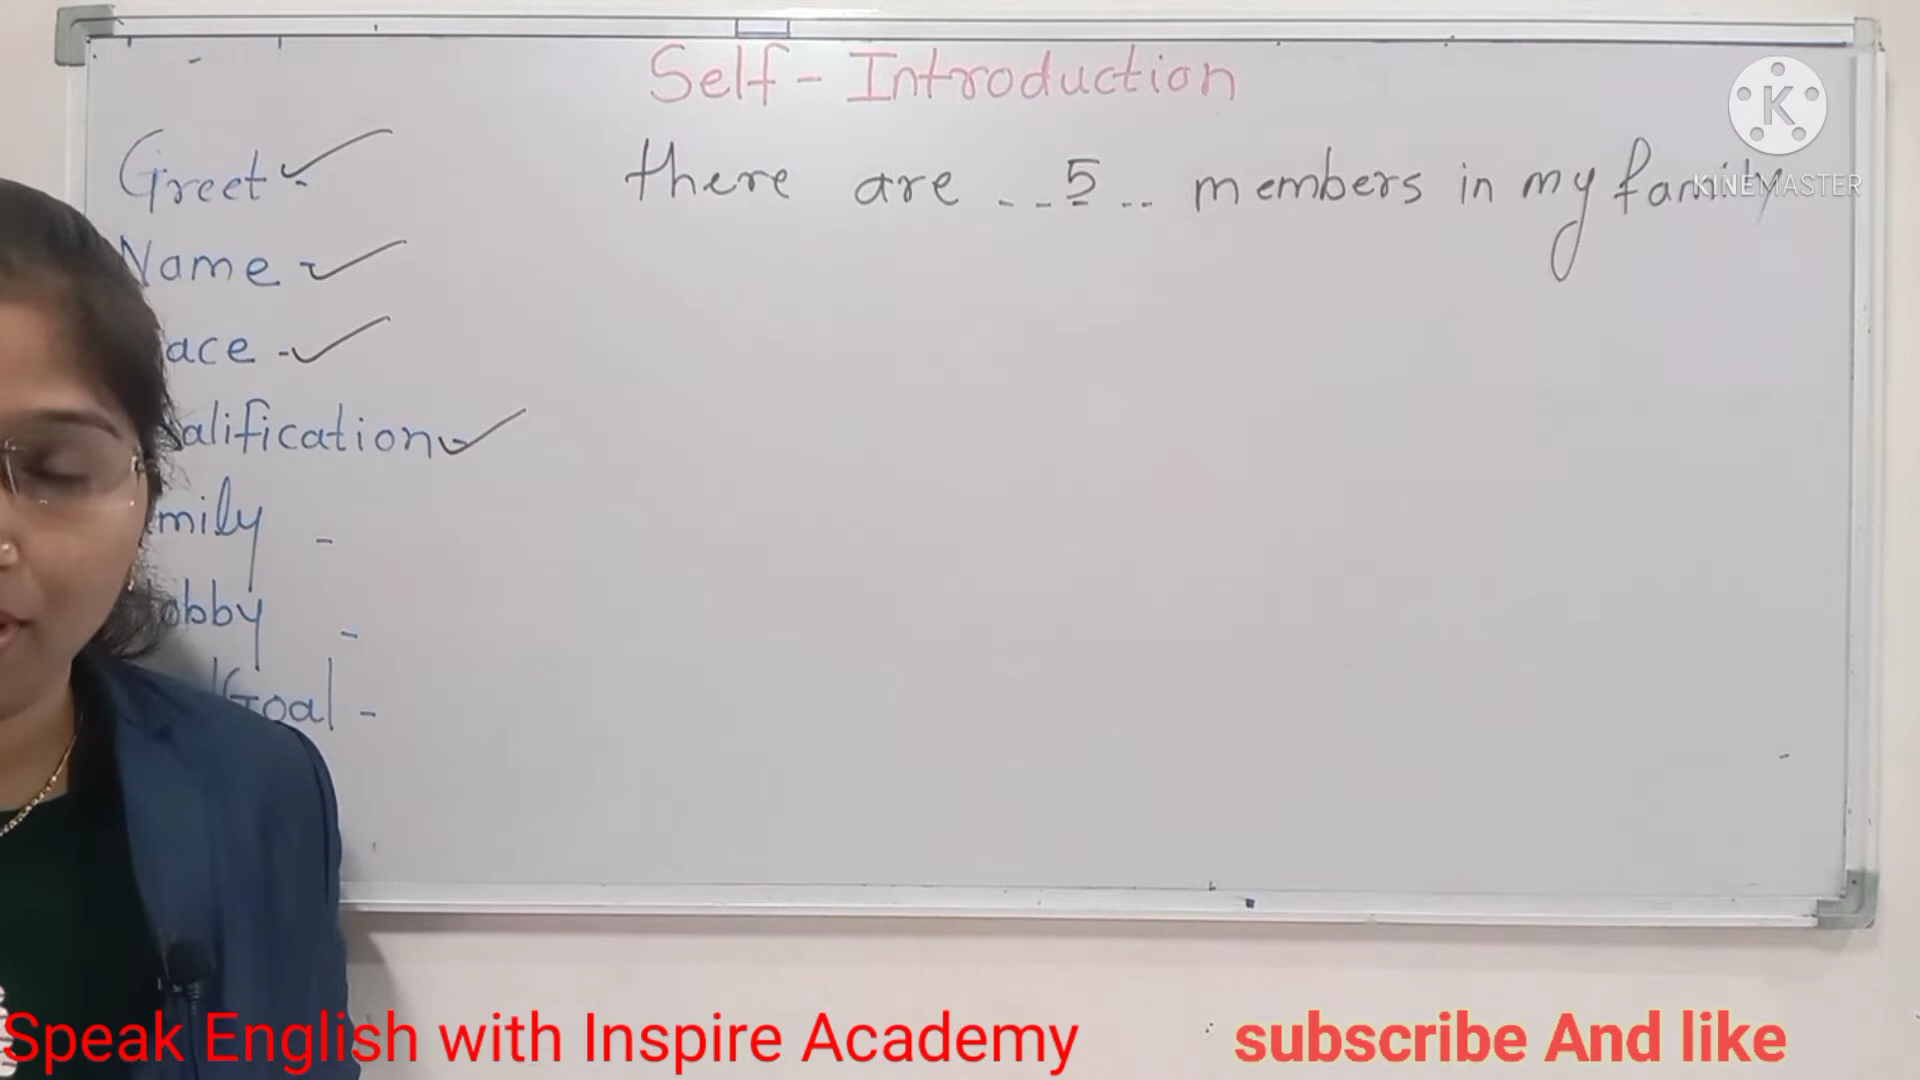 Self - Introduction
Greet -
there are - - 5 - - members in my family
KINEMASTER
Name -
ace -
alification -
mily -
obby -
/Goal -
Speak English with Inspire Academy
subscribe And like